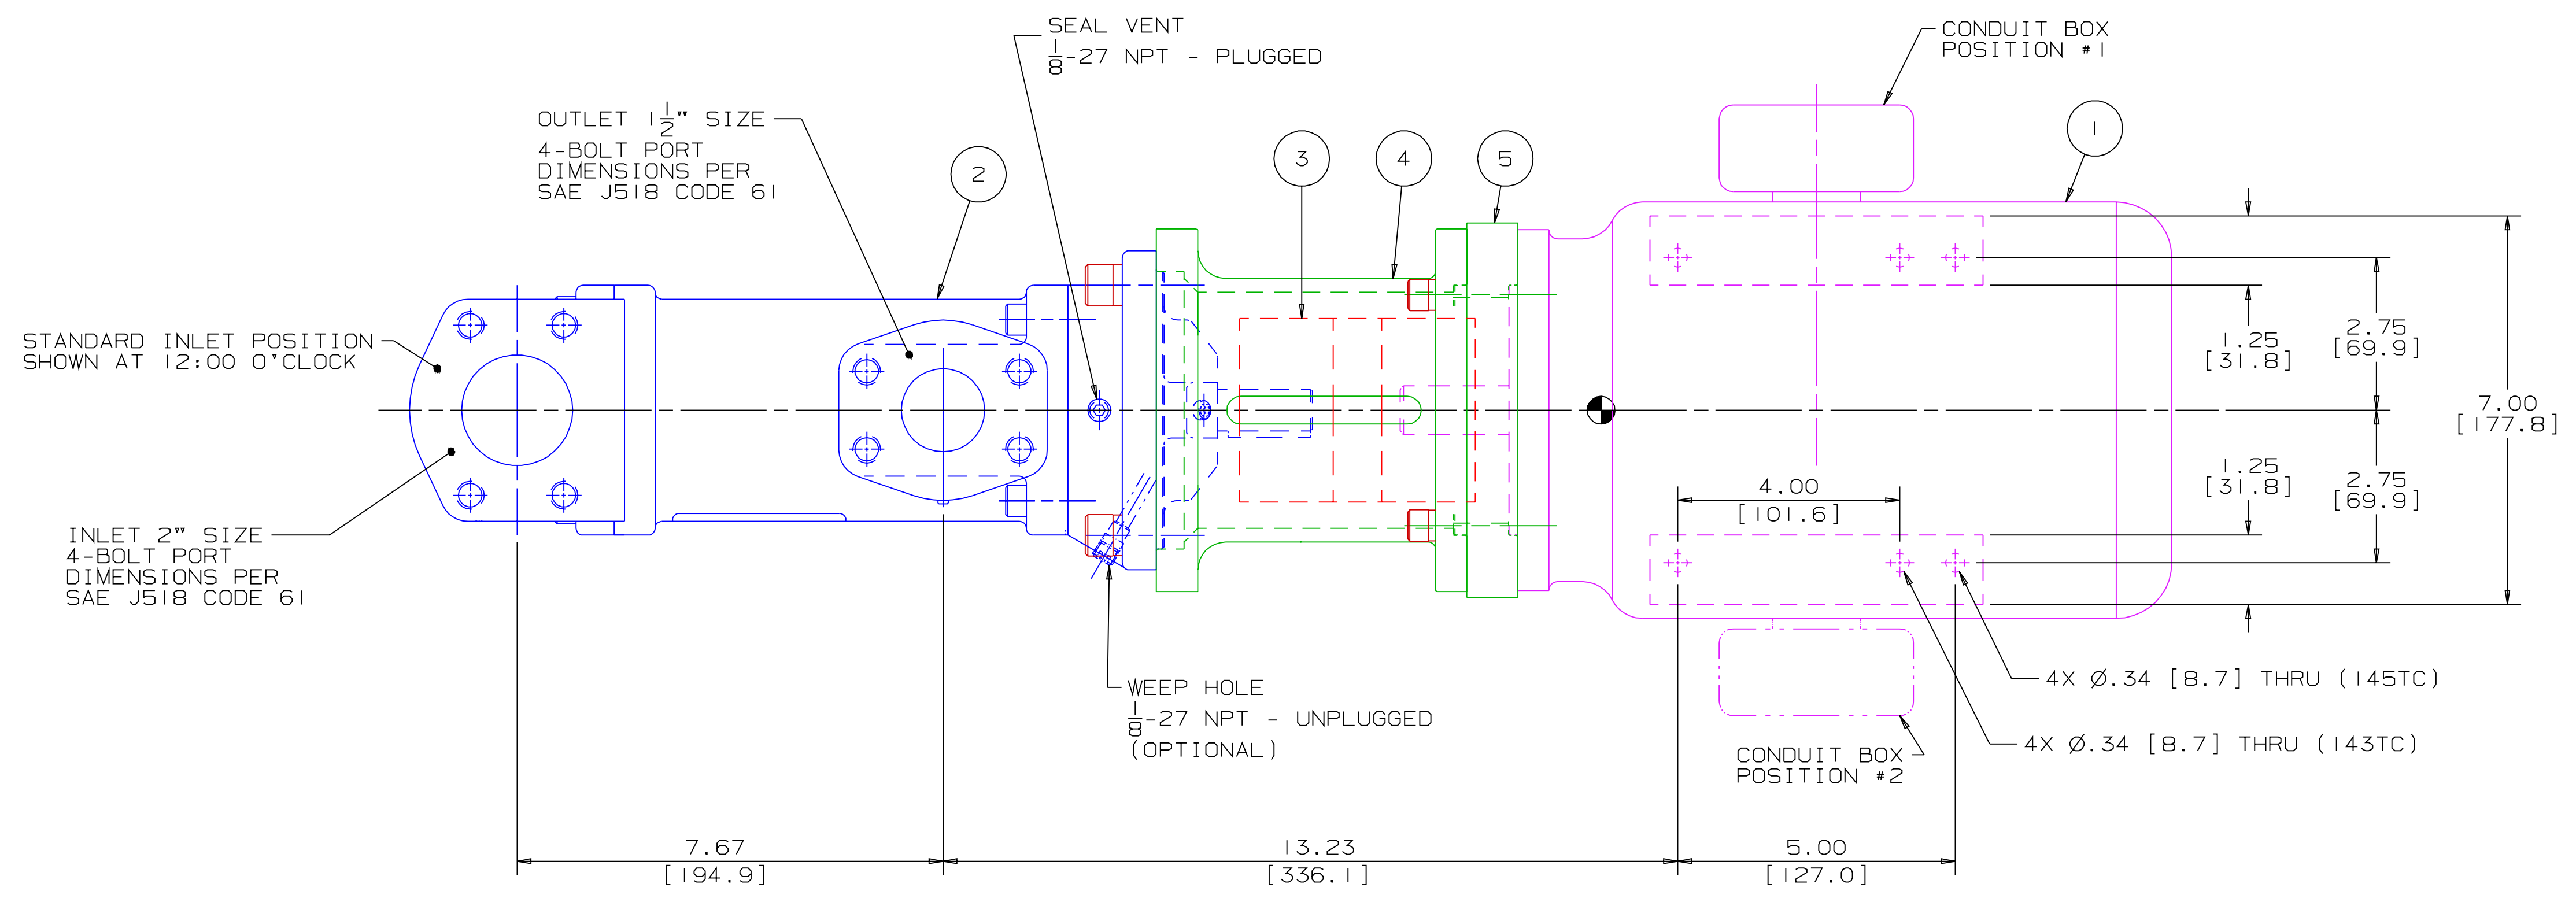 SEAL VENT
1/8-27 NPT - PLUGGED
CONDUIT BOX
POSITION #1
OUTLET 1 1/2" SIZE
4-BOLT PORT
DIMENSIONS PER
SAE J518 CODE 61
1
2
3
4
5
STANDARD INLET POSITION
SHOWN AT 12:00 O'CLOCK
INLET 2" SIZE
4-BOLT PORT
DIMENSIONS PER
SAE J518 CODE 61
1.25
[31.8]
2.75
[69.9]
7.00
[177.8]
1.25
[31.8]
2.75
[69.9]
4.00
[101.6]
WEEP HOLE
1/8-27 NPT - UNPLUGGED
(OPTIONAL)
4X Ø.34 [8.7] THRU (145TC)
4X Ø.34 [8.7] THRU (143TC)
CONDUIT BOX
POSITION #2
7.67
[194.9]
13.23
[336.1]
5.00
[127.0]